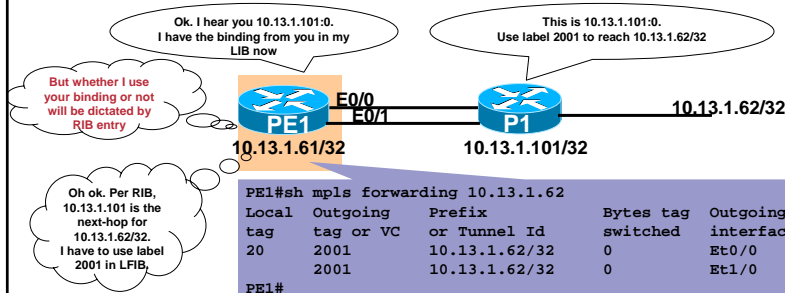 Ok. I hear you 10.13.1.101:0.
I have the binding from you in my
LIB now
This is 10.13.1.101:0.
Use label 2001 to reach 10.13.1.62/32
But whether I use
your binding or not
will be dictated by
RIB entry
E0/0
E0/1
PE1
P1
10.13.1.62/32
10.13.1.61/32
10.13.1.101/32
Oh ok. Per RIB,
10.13.1.101 is the
next-hop for
10.13.1.62/32.
I have to use label
2001 in LFIB.
PE1#sh mpls forwarding 10.13.1.62
Local Outgoing Prefix Bytes tag Outgoing
tag tag or VC or Tunnel Id switched interfac
20 2001 10.13.1.62/32 0 Et0/0
2001 10.13.1.62/32 0 Et1/0
PE1#